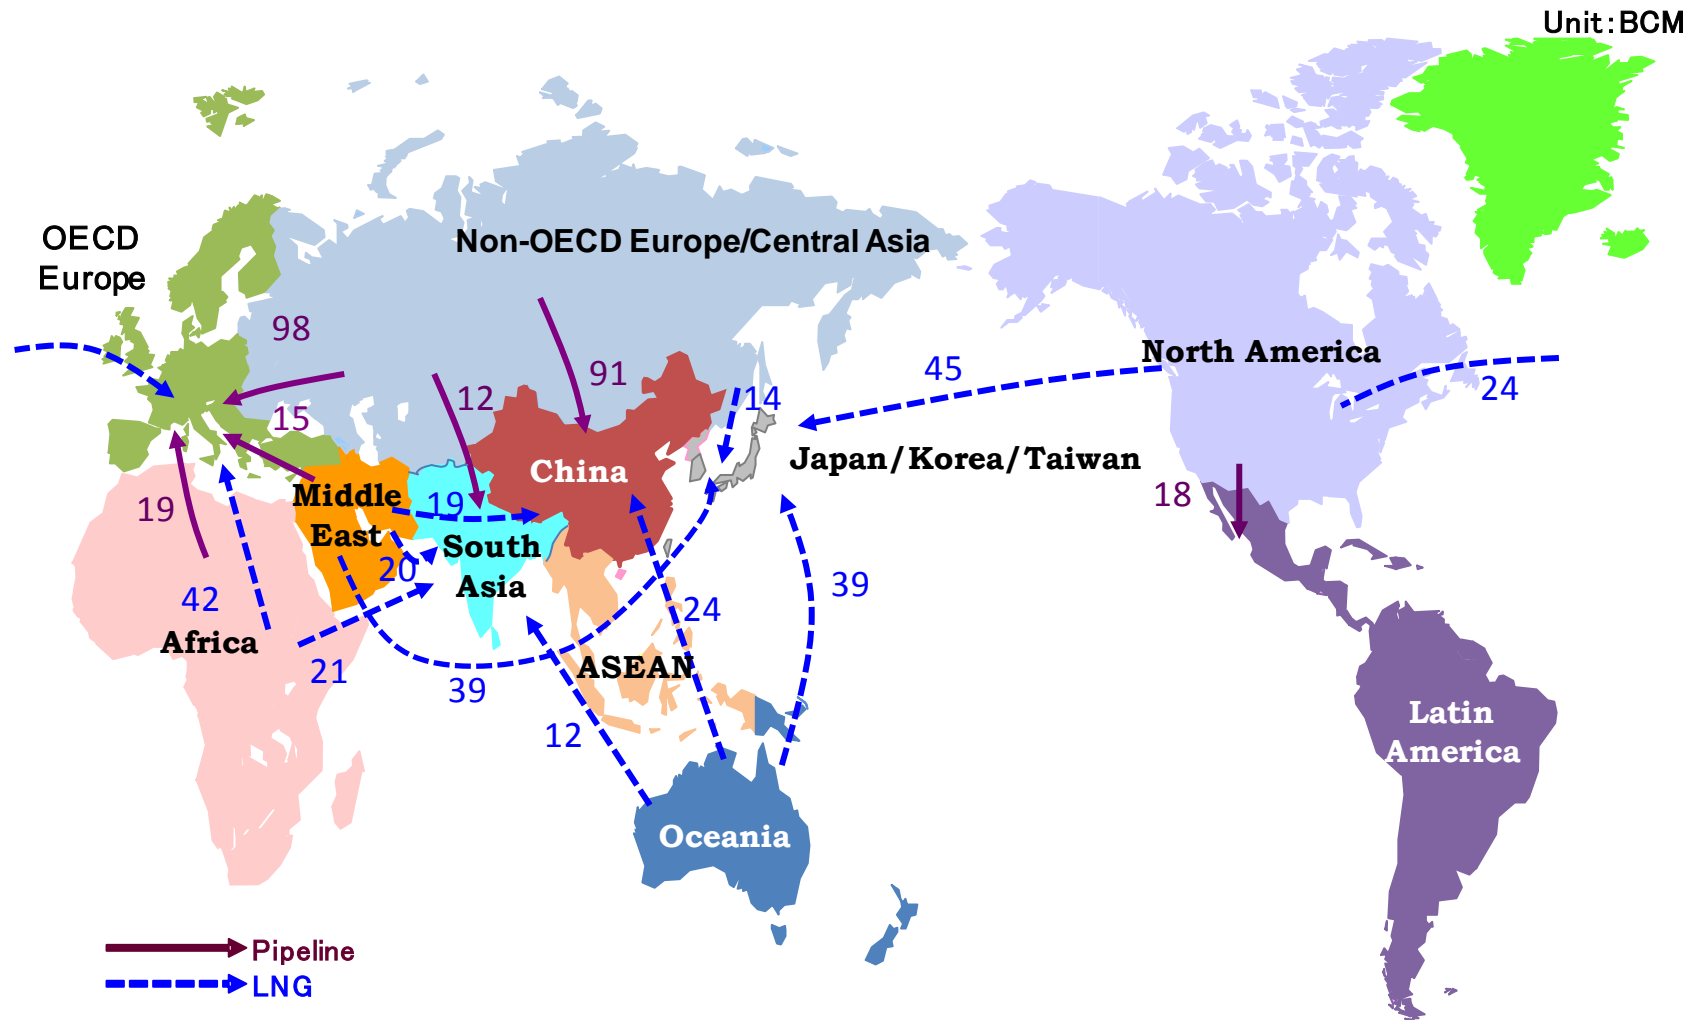 Unit:BCM
OECD
Europe
Non-OECD Europe/Central Asia
98
91
North America
45
24
12
14
15
Japan/Korea/Taiwan
China
18
Middle
East
19
19
South
Asia
20
42
24
39
Africa
21
ASEAN
39
12
Latin
America
Oceania
Pipeline
LNG